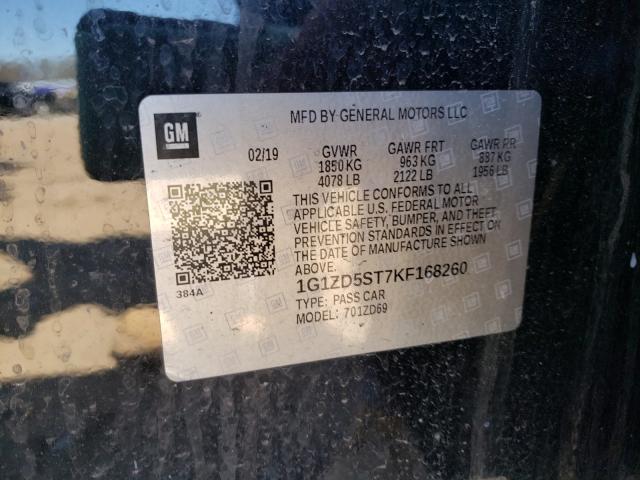 GM
MFD BY GENERAL MOTORS LLC
02/19
GVWR GAWR FRT GAWR RR
1850 KG 963 KG 887 KG
4078 LB 2122 LB 1956 LB
THIS VEHICLE CONFORMS TO ALL
APPLICABLE U.S. FEDERAL MOTOR
VEHICLE SAFETY, BUMPER, AND THEFT
PREVENTION STANDARDS IN EFFECT ON
THE DATE OF MANUFACTURE SHOWN
ABOVE.
384A
1G1ZD5ST7KF168260
TYPE: PASS CAR
MODEL: 701ZD69